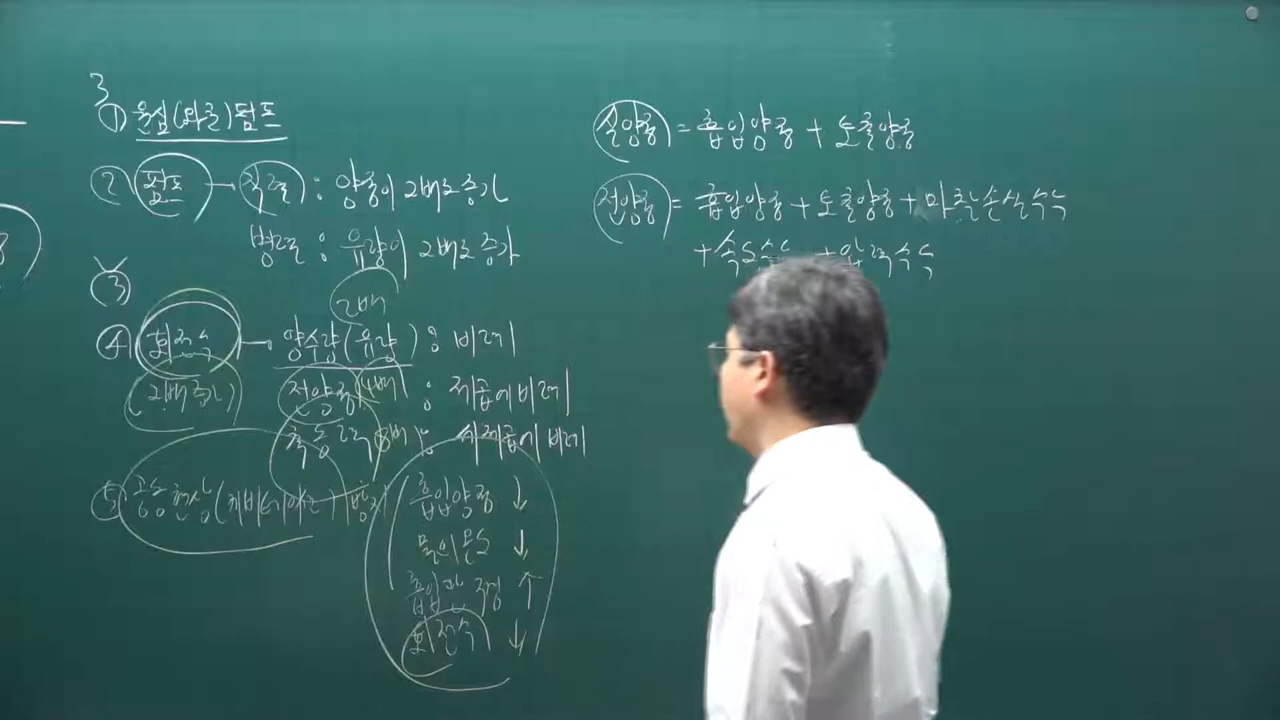 3
① 원심(와류)펌프
② 펌프 → 직렬 : 양정이 2배로 증가
병렬 : 유량이 2배로 증가
③
2배
④ 회전수 → 양수량(유량) : 비례
(2배 증가) 전양정 4배 : 제곱에 비례
축동력 8배 : 세제곱에 비례
⑤ 공동현상(캐비테이션) 방지
흡입양정 ↓
물의 온도 ↓
흡입관 구경 ↑
회전수 ↓
실양정 = 흡입양정 + 토출양정
전양정 = 흡입양정 + 토출양정 + 마찰손실수두
+ 속도수두 + 압력수두
8